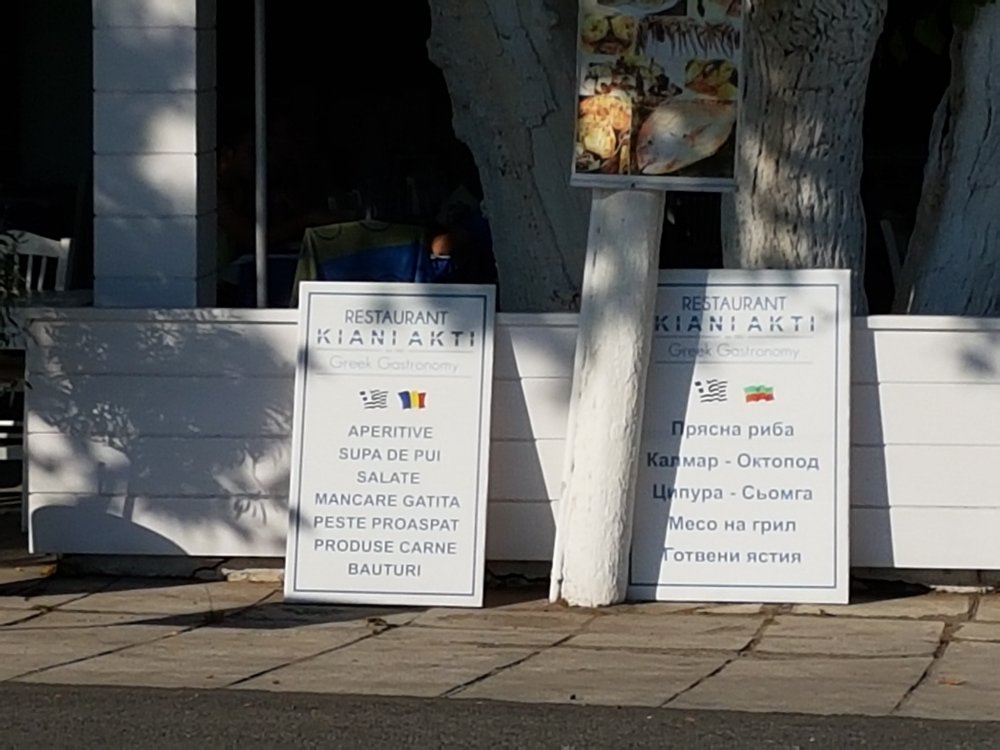 RESTAURANT
KIANI AKTI
Greek Gastronomy
APERITIVE
SUPA DE PUI
SALATE
MANCARE GATITA
PESTE PROASPAT
PRODUSE CARNE
BAUTURI
RESTAURANT
KIANI AKTI
Greek Gastronomy
Прясна риба
Калмар - Октопод
Ципура - Сьомга
Месо на грил
Готвени ястия